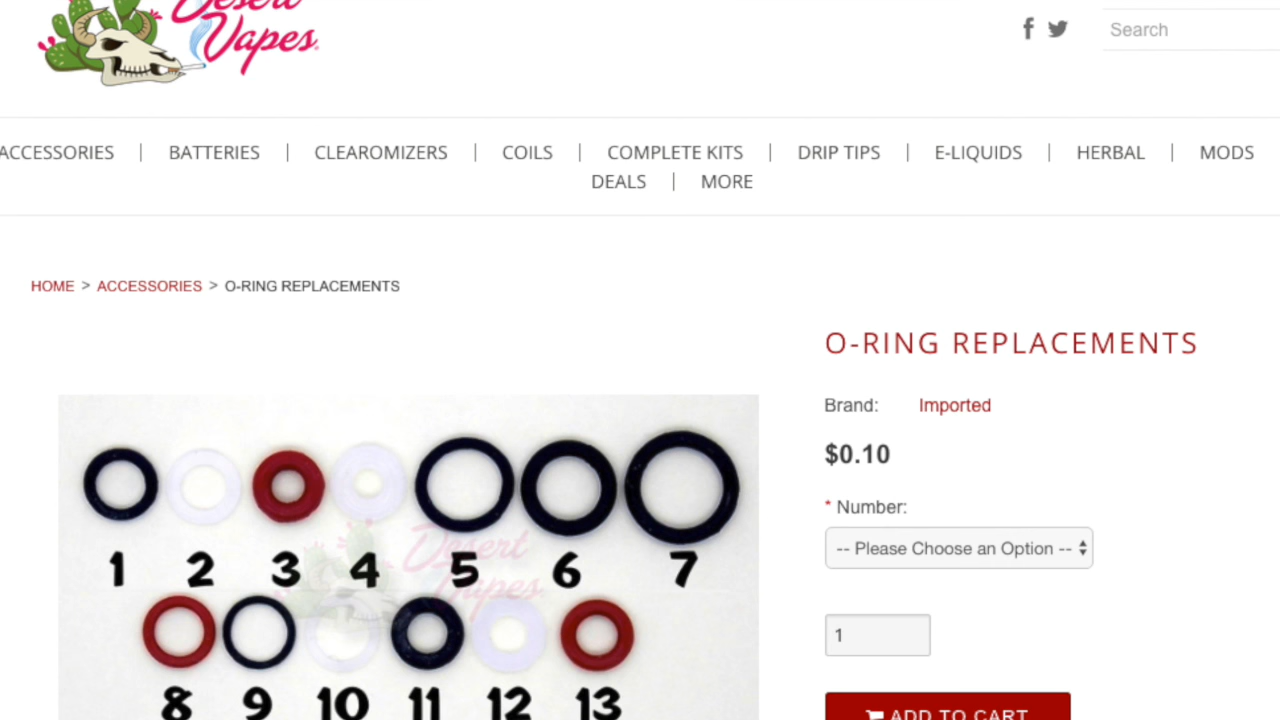 Desert
Vapes.
Search
ACCESSORIES | BATTERIES | CLEAROMIZERS | COILS | COMPLETE KITS | DRIP TIPS | E-LIQUIDS | HERBAL | MODS
DEALS | MORE
HOME > ACCESSORIES > O-RING REPLACEMENTS
O-RING REPLACEMENTS
Brand: Imported
$0.10
* Number:
-- Please Choose an Option --
1
ADD TO CART
1 2 3 4 5 6 7
Desert
Vapes.
8 9 10 11 12 13